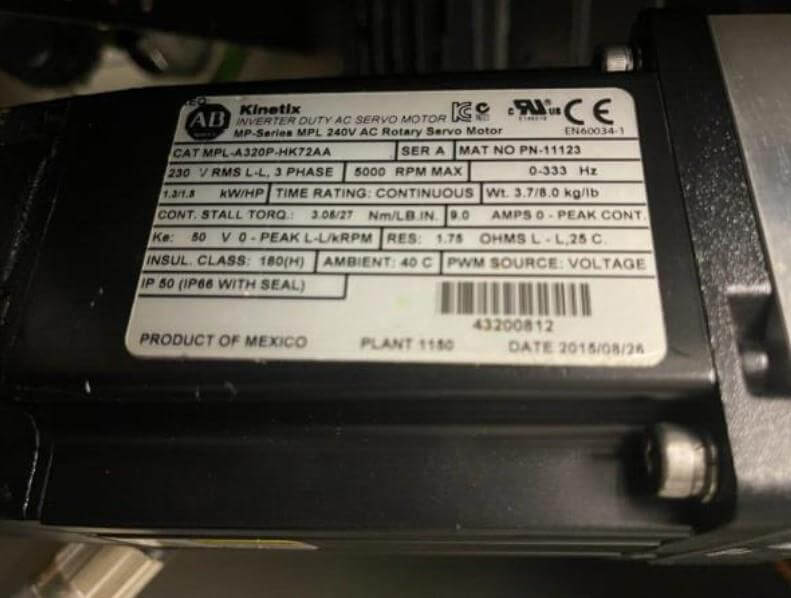 AB Kinetix
INVERTER DUTY AC SERVO MOTOR
MP-Series MPL 240V AC Rotary Servo Motor
EN60034-1
CAT MPL-A320P-HK72AA SER A MAT NO PN-11123
230 V RMS L-L, 3 PHASE 5000 RPM MAX 0-333 Hz
1.3/1.8 kW/HP TIME RATING: CONTINUOUS Wt. 3.7/8.0 kg/lb
CONT. STALL TORQ.: 3.05/27 Nm/LB.IN. 9.0 AMPS 0 - PEAK CONT.
Ke: 50 V 0 - PEAK L-L/kRPM RES: 1.75 OHMS L - L,25 C.
INSUL. CLASS: 180(H) AMBIENT: 40 C PWM SOURCE: VOLTAGE
IP 50 (IP66 WITH SEAL)
43200812
PRODUCT OF MEXICO PLANT 1150 DATE 2015/08/26